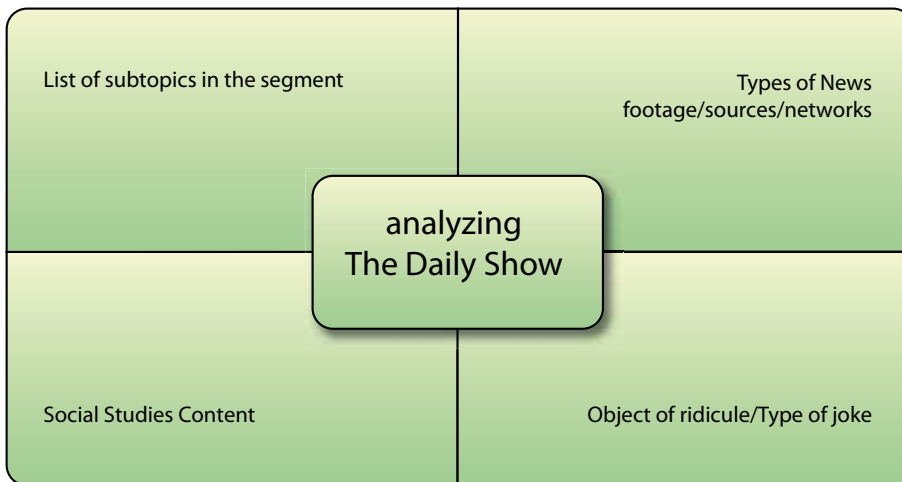 List of subtopics in the segment
Types of News
footage/sources/networks
analyzing
The Daily Show
Social Studies Content
Object of ridicule/Type of joke